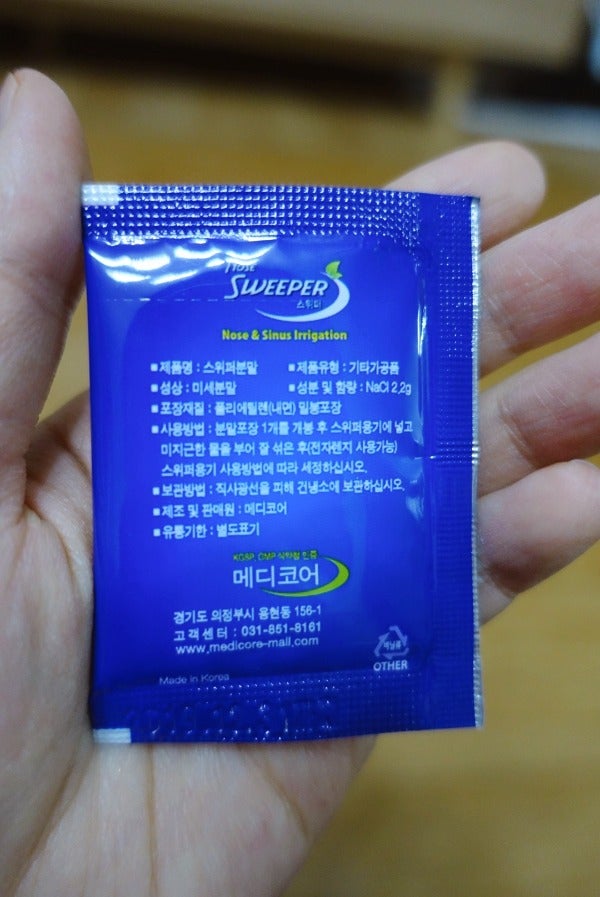 Nose
SWEEPER
스위퍼
Nose & Sinus Irrigation
▪제품명 : 스위퍼분말 ▪제품유형 : 기타가공품
▪성상 : 미세분말 ▪성분 및 함량 : NaCl 2,2g
▪포장재질 : 폴리에틸렌(내면) 밀봉포장
▪사용방법 : 분말포장 1개를 개봉 후 스위퍼용기에 넣고
미지근한 물을 부어 잘 섞은 후(전자렌지 사용가능)
스위퍼용기 사용방법에 따라 세정하십시오.
▪보관방법 : 직사광선을 피해 건냉소에 보관하십시오.
▪제조 및 판매원 : 메디코어
▪유통기한 : 별도표기
KGSP, GMP 식약청 인증
메디코어
경기도 의정부시 용현동 156-1
고객센터 : 031-851-8161
www.medicore-mall.com
비닐류
OTHER
Made in Korea